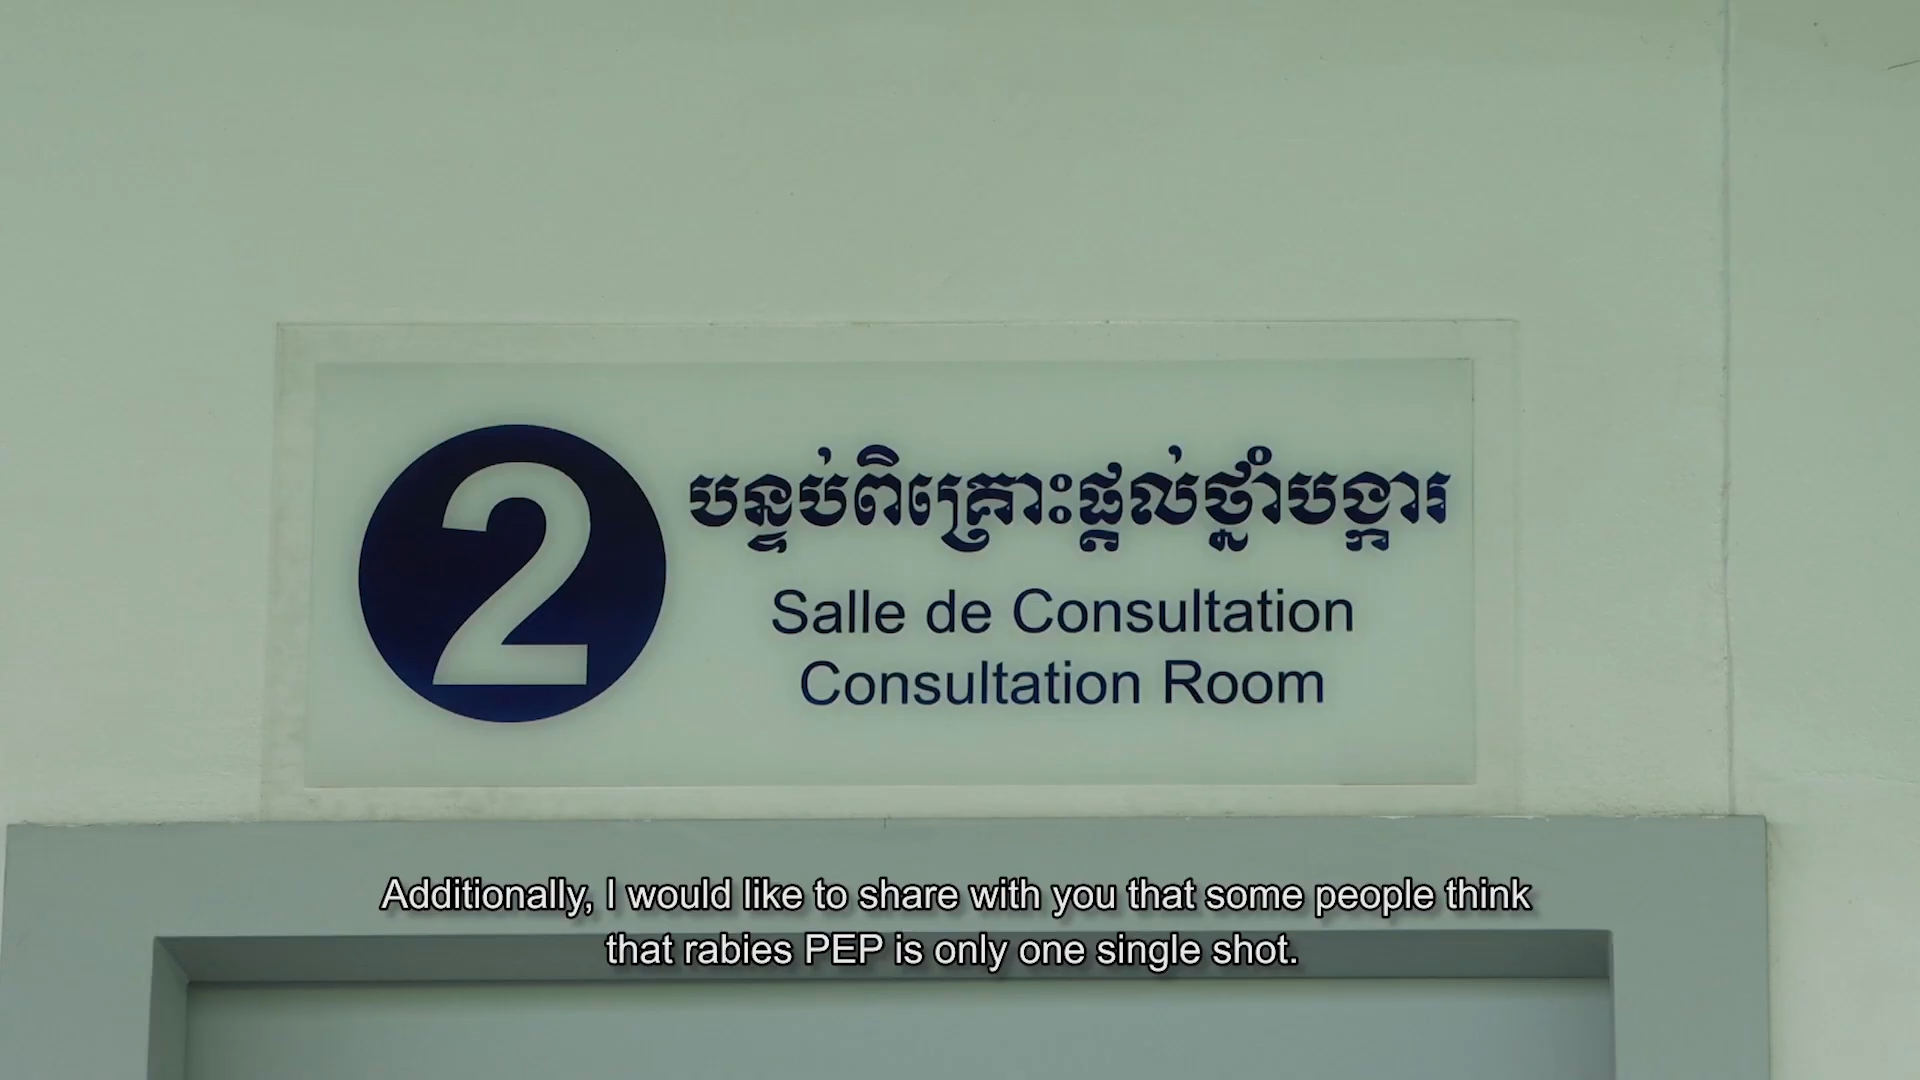 2
បន្ទប់ពិគ្រោះផ្តល់ថ្នាំបង្ការ
Salle de Consultation
Consultation Room
Additionally, I would like to share with you that some people think
that rabies PEP is only one single shot.